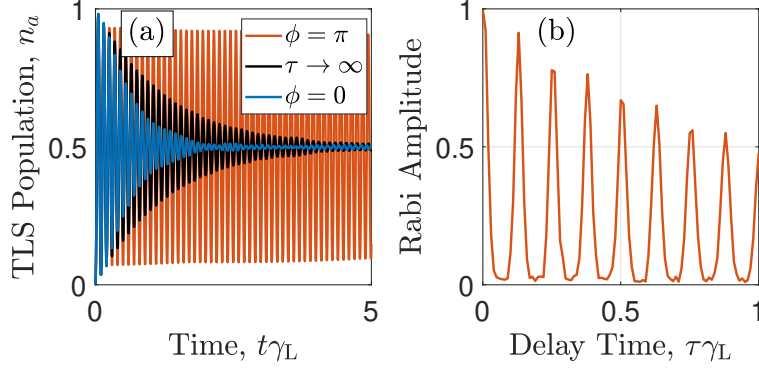 (a)
ϕ = π
τ → ∞
ϕ = 0
TLS Population, nₐ
1
0.5
0
0
5
Time, tγ_L
(b)
Rabi Amplitude
1
0.5
0
0
0.5
1
Delay Time, τγ_L